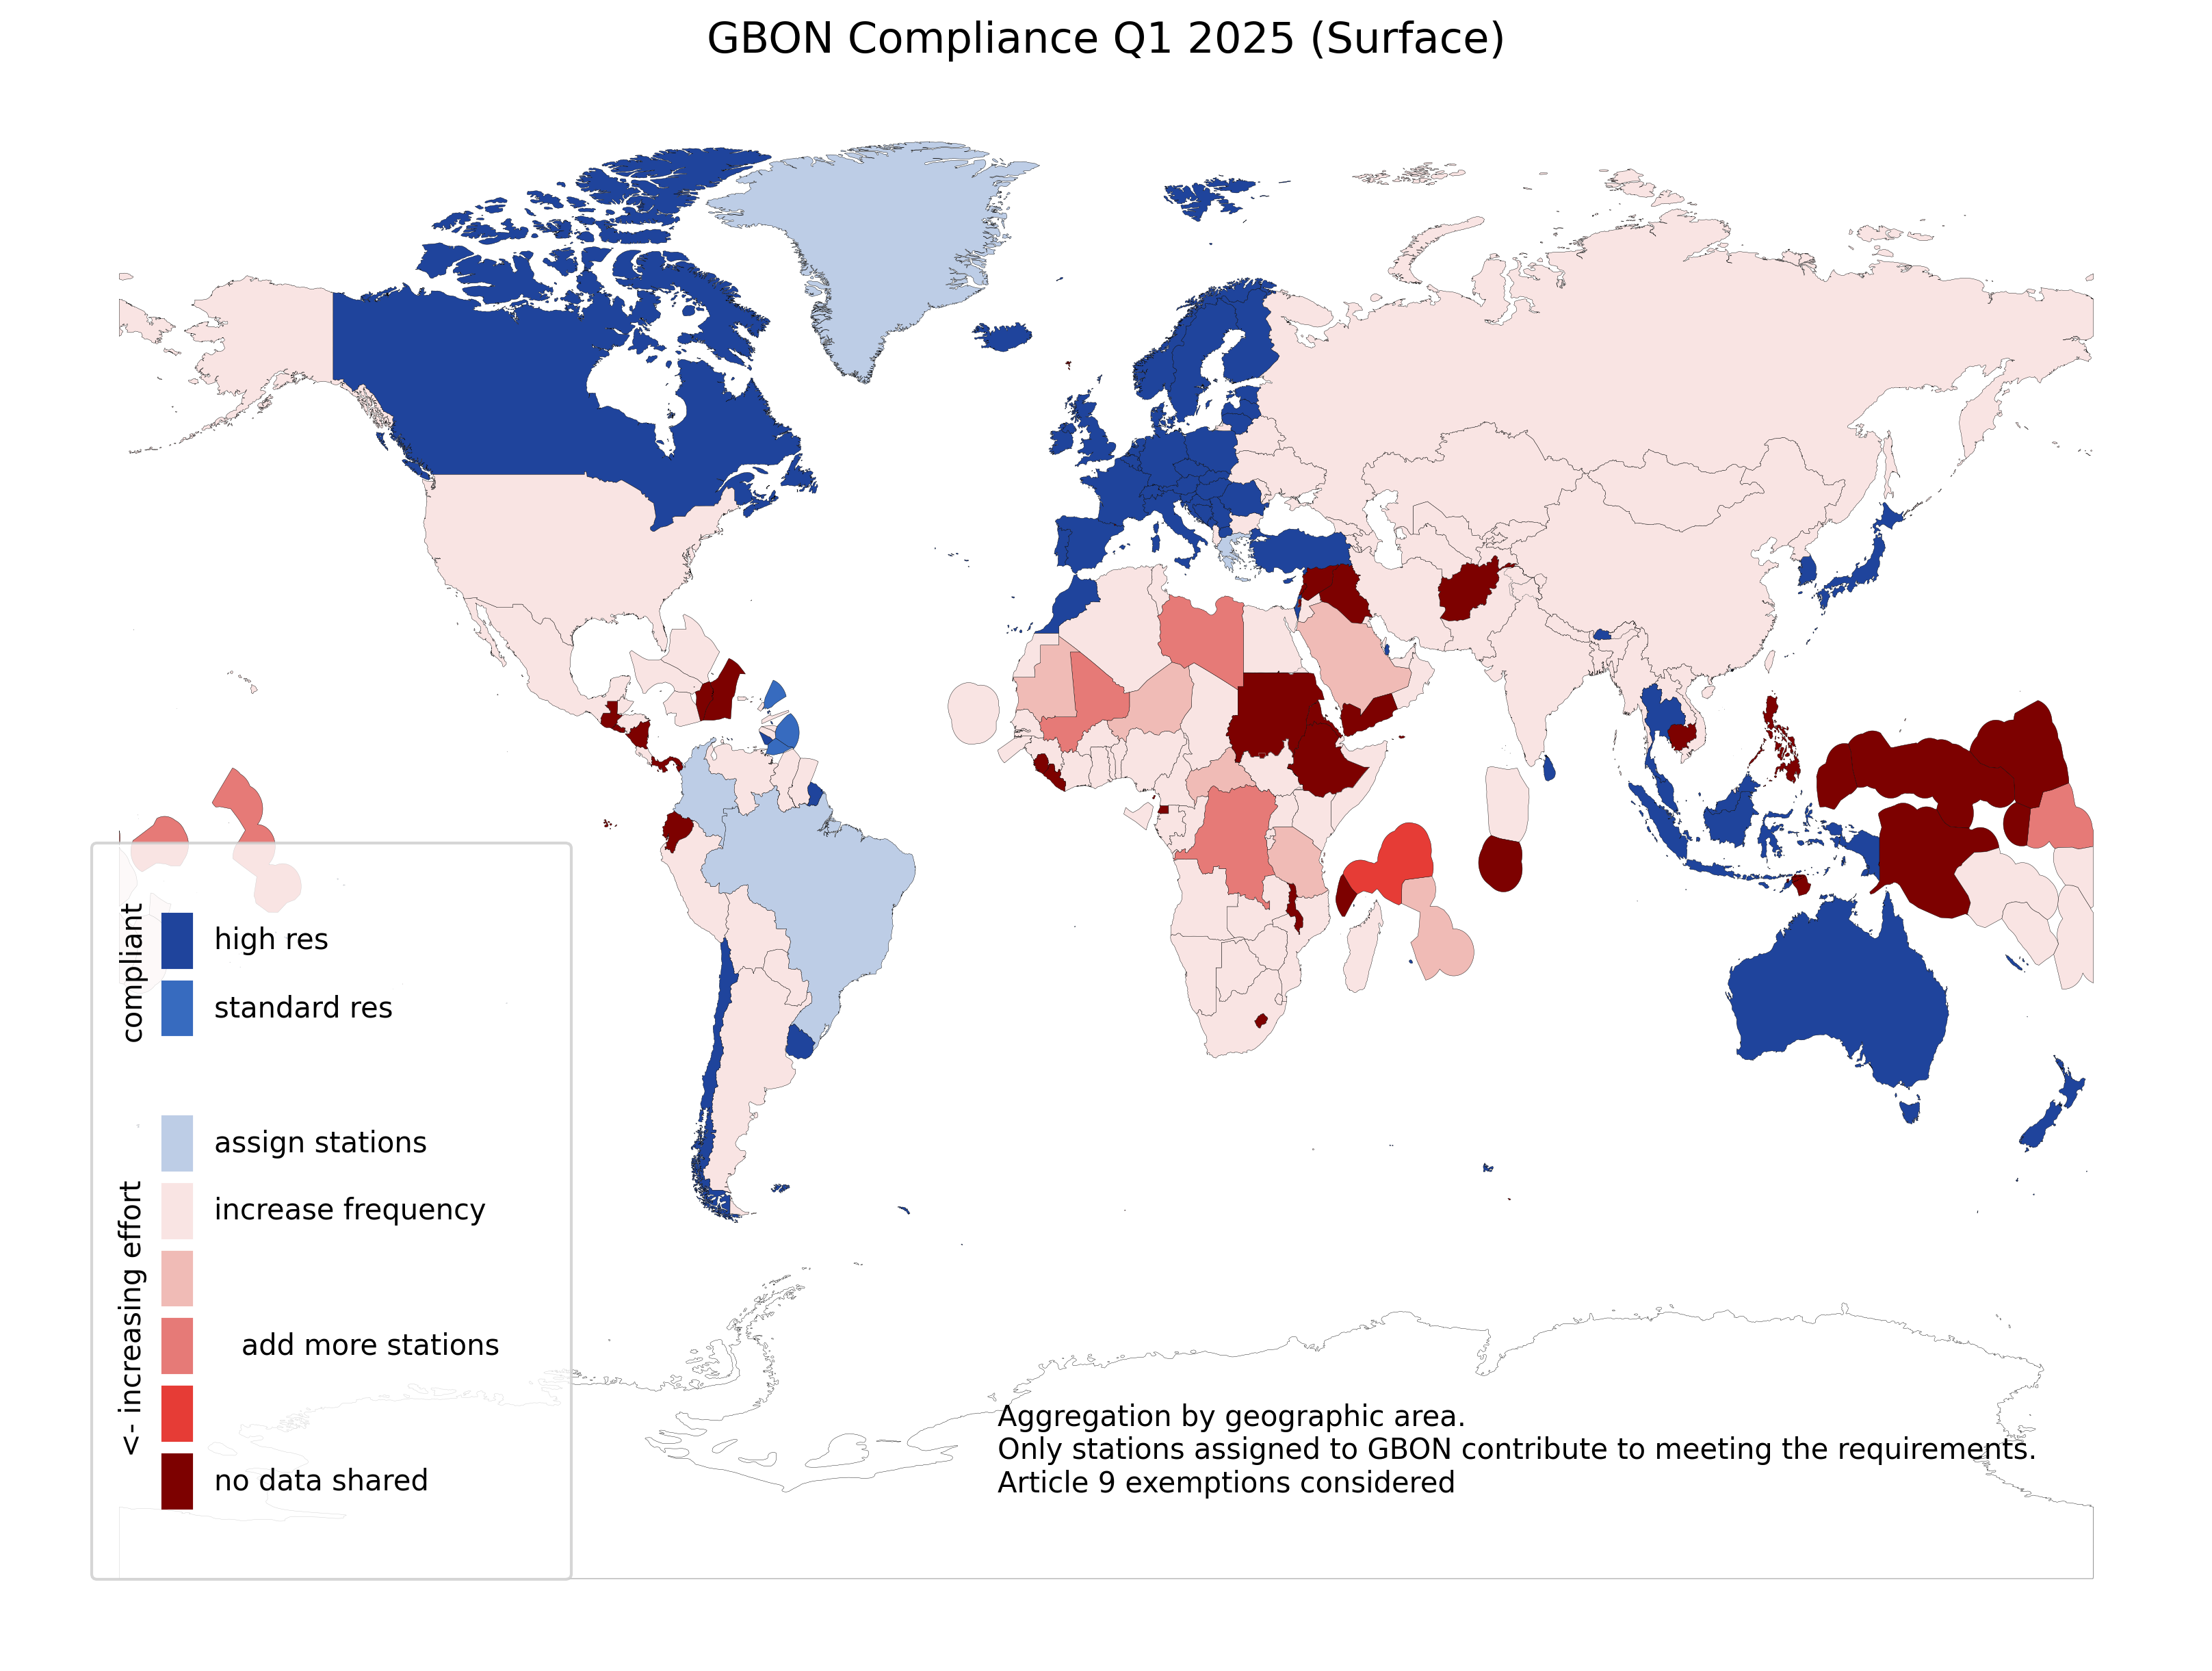 GBON Compliance Q1 2025 (Surface)
compliant
high res
standard res
<- increasing effort
assign stations
increase frequency
add more stations
no data shared
Aggregation by geographic area.
Only stations assigned to GBON contribute to meeting the requirements.
Article 9 exemptions considered